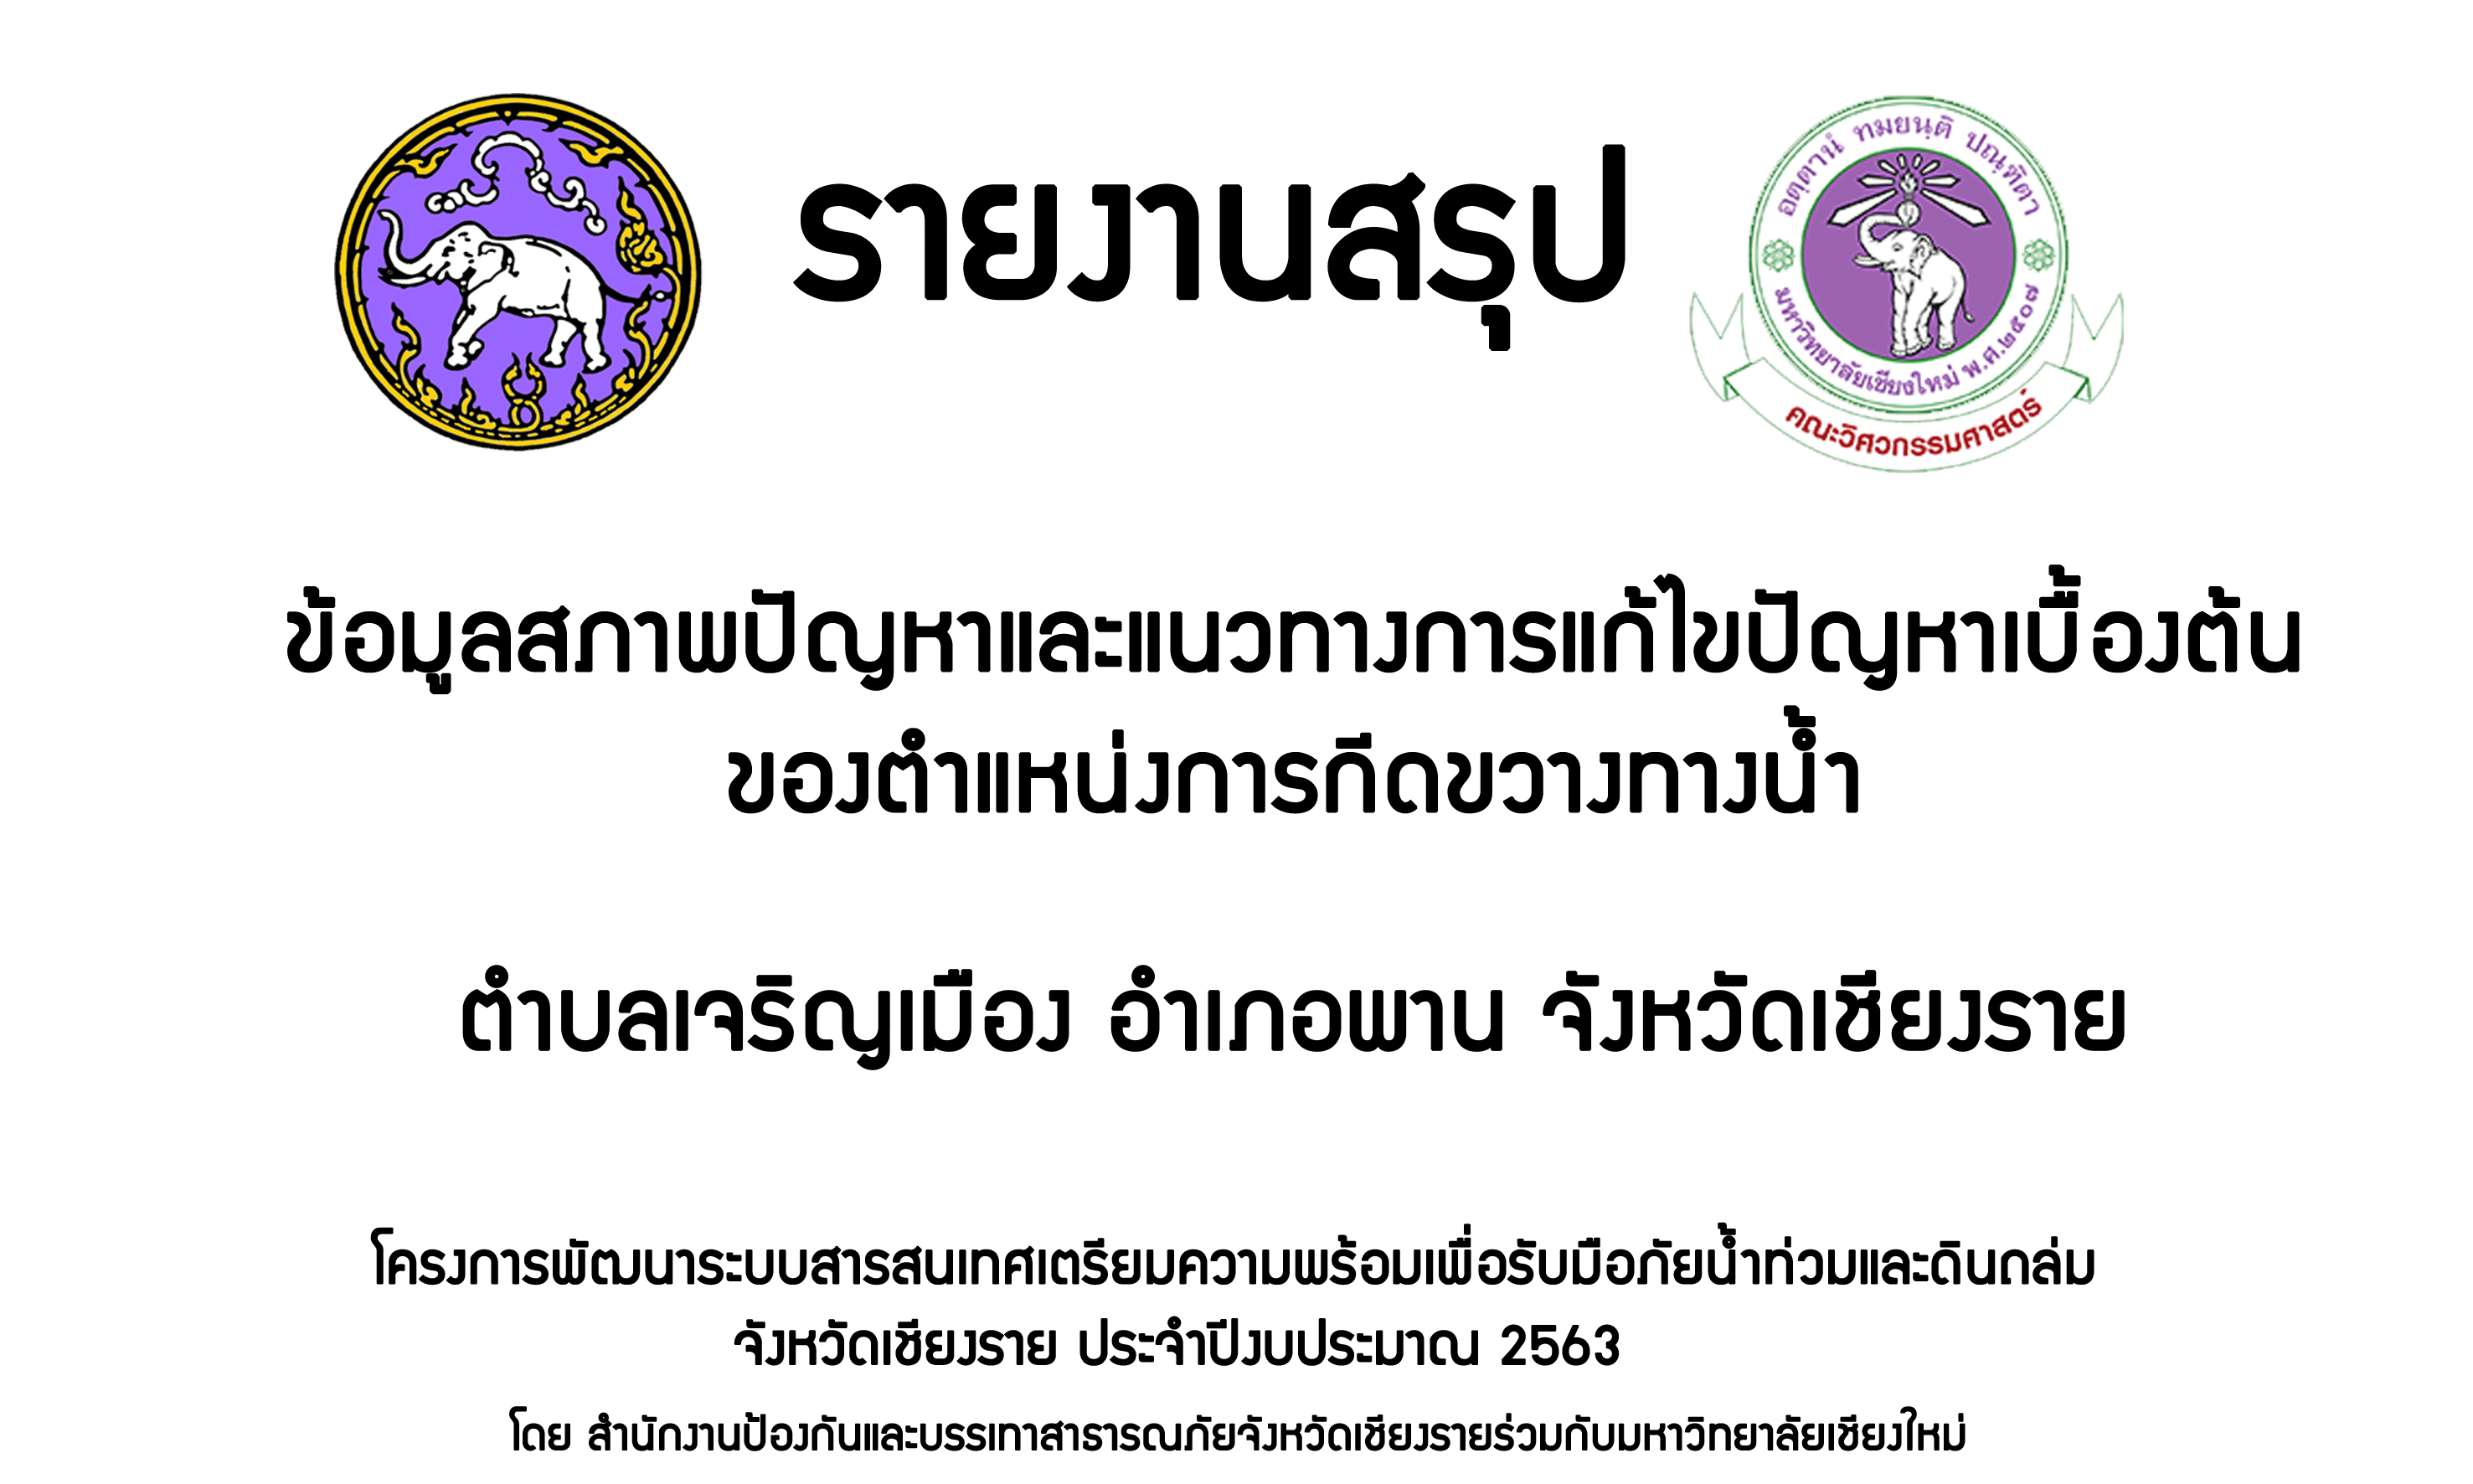 รายงานสรุป
อตฺตานํ ทมยนฺติ ปณฺฑิตา
มหาวิทยาลัยเชียงใหม่ พ.ศ.๒๕๐๗
คณะวิศวกรรมศาสตร์
ข้อมูลสภาพปัญหาและแนวทางการแก้ไขปัญหาเบื้องต้น
ของตำแหน่งการกีดขวางทางน้ำ
ตำบลเจริญเมือง อำเภอพาน จังหวัดเชียงราย
โครงการพัฒนาระบบสารสนเทศเตรียมความพร้อมเพื่อรับมือภัยน้ำท่วมและดินถล่ม
จังหวัดเชียงราย ประจำปีงบประมาณ 2563
โดย สำนักงานป้องกันและบรรเทาสาธารณภัยจังหวัดเชียงรายร่วมกับมหาวิทยาลัยเชียงใหม่